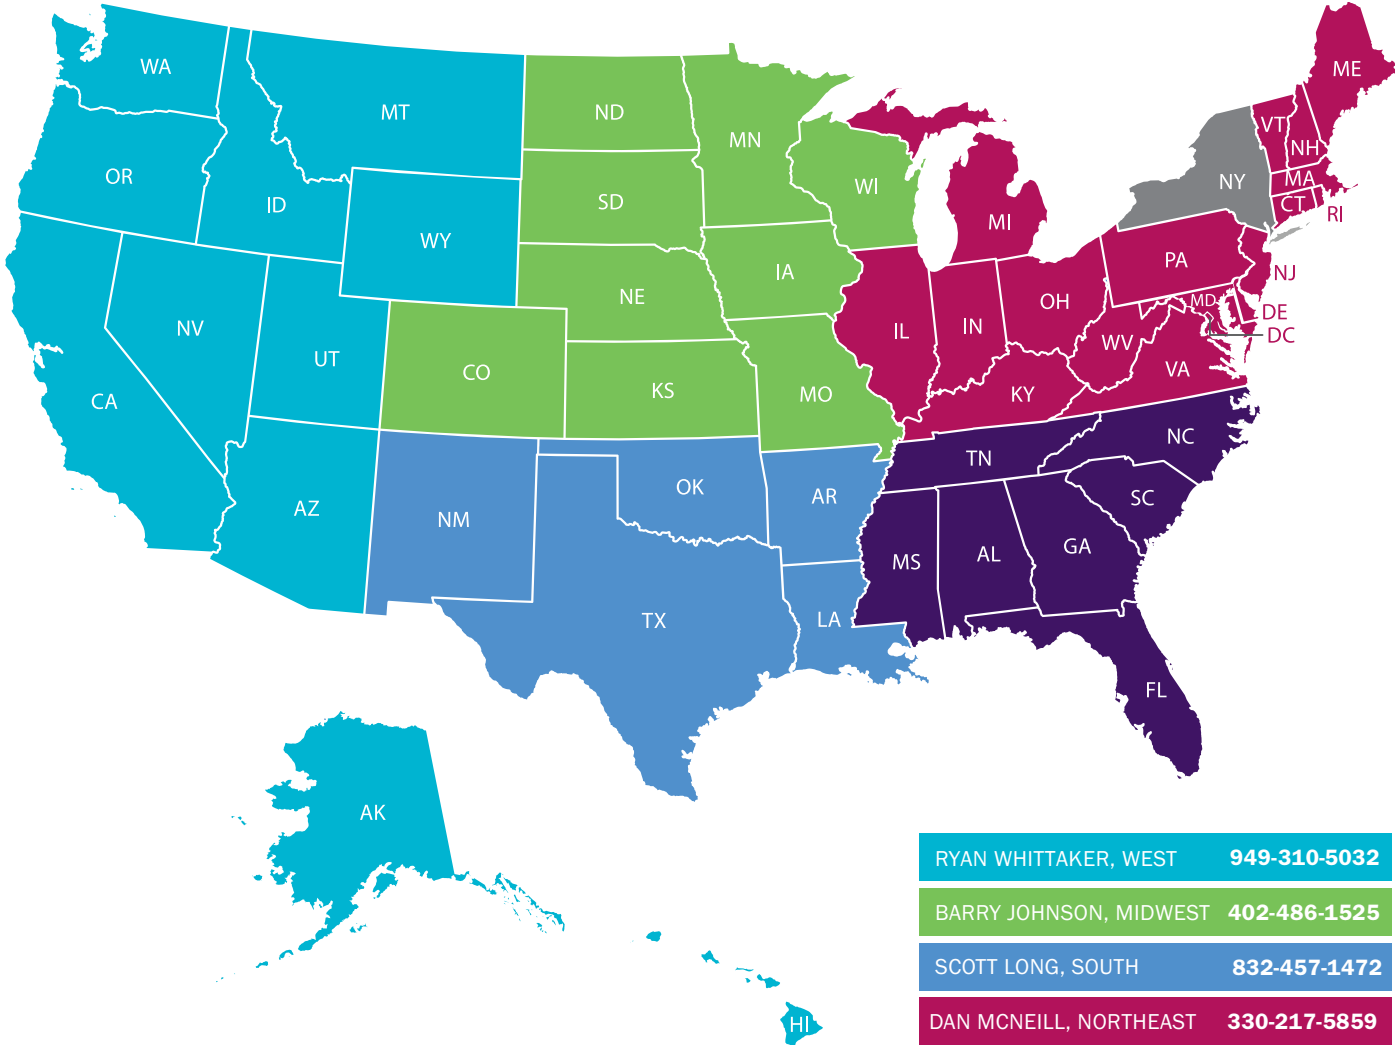 WA
MT
ND
MN
ME
OR
ID
SD
WI
VT
NH
NY
MA
CT
RI
MI
WY
PA
NJ
IA
NE
OH
MD
DE
DC
NV
UT
IL
IN
WV
VA
CO
KS
MO
KY
CA
NC
TN
AZ
NM
OK
AR
SC
MS
AL
GA
TX
LA
FL
AK
HI
RYAN WHITTAKER, WEST 949-310-5032
BARRY JOHNSON, MIDWEST 402-486-1525
SCOTT LONG, SOUTH 832-457-1472
DAN MCNEILL, NORTHEAST 330-217-5859